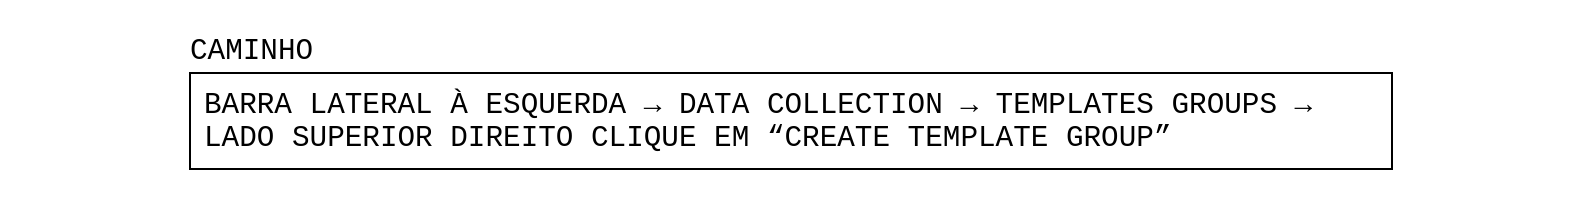 CAMINHO
BARRA LATERAL À ESQUERDA → DATA COLLECTION → TEMPLATES GROUPS →
LADO SUPERIOR DIREITO CLIQUE EM “CREATE TEMPLATE GROUP”